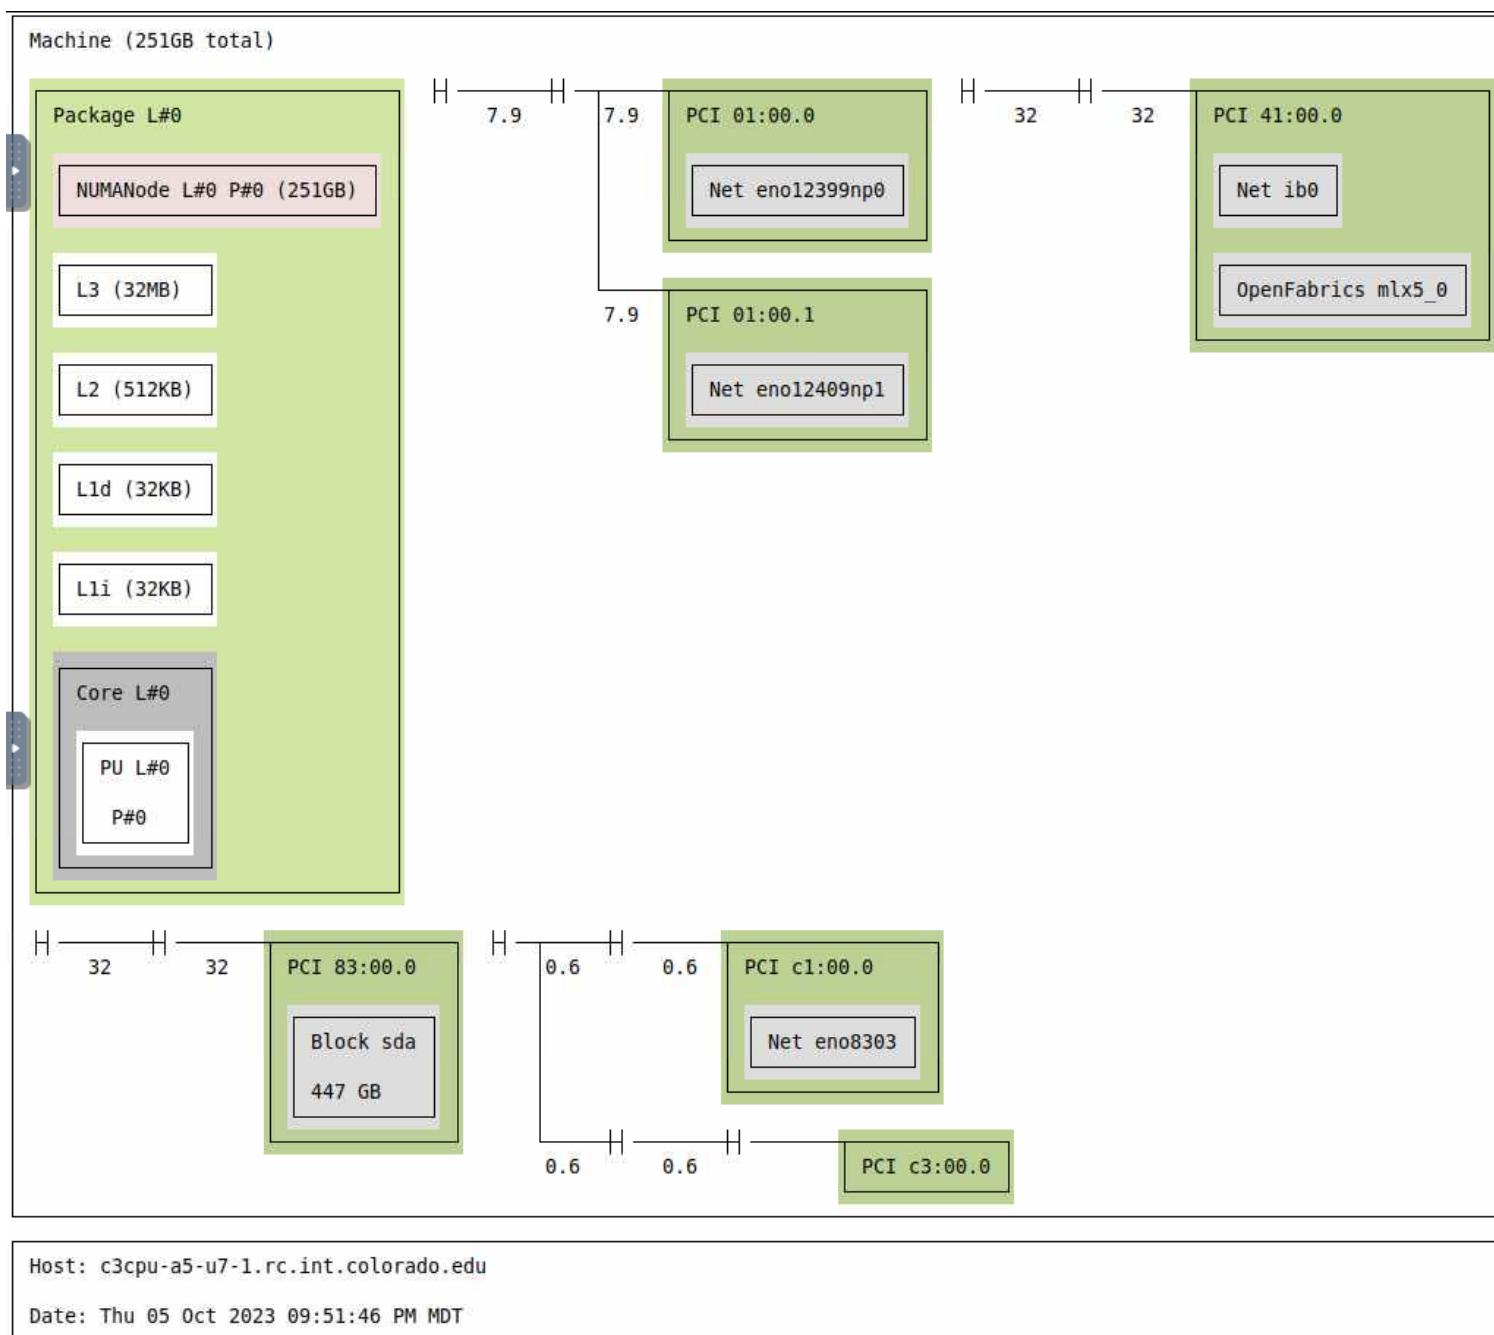 Machine (251GB total)
Package L#0
NUMANode L#0 P#0 (251GB)
L3 (32MB)
L2 (512KB)
L1d (32KB)
L1i (32KB)
Core L#0
PU L#0
P#0
7.9
7.9
PCI 01:00.0
Net eno12399np0
7.9
PCI 01:00.1
Net eno12409np1
32
32
PCI 41:00.0
Net ib0
OpenFabrics mlx5_0
32
32
PCI 83:00.0
Block sda
447 GB
0.6
0.6
PCI c1:00.0
Net eno8303
0.6
0.6
PCI c3:00.0
Host: c3cpu-a5-u7-1.rc.int.colorado.edu
Date: Thu 05 Oct 2023 09:51:46 PM MDT